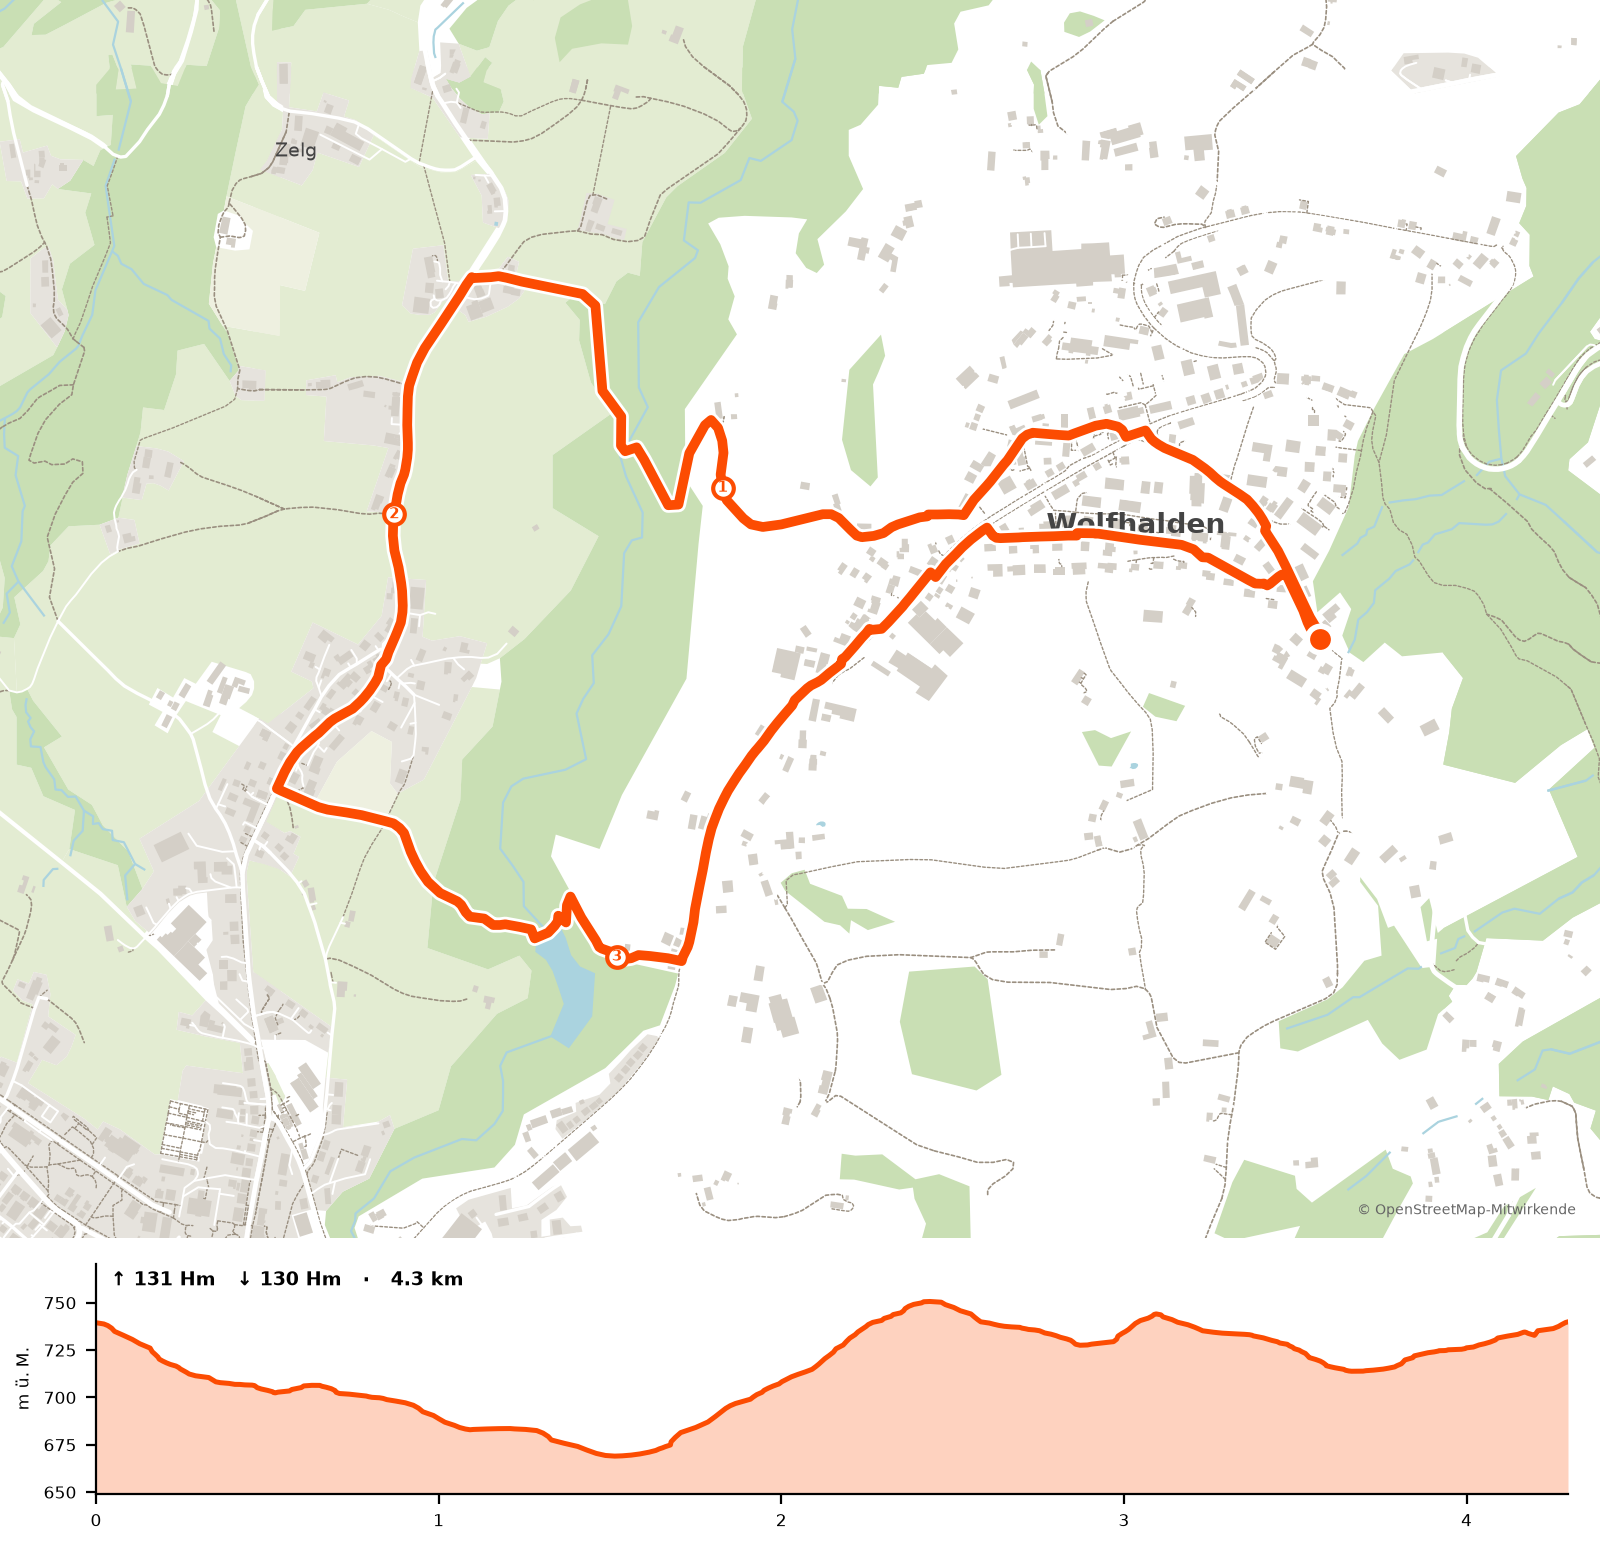 Zelg
1
2
Wolfhalden
3
© OpenStreetMap-Mitwirkende
↑ 131 Hm ↓ 130 Hm · 4.3 km
m ü. M.
750
725
700
675
650
0 1 2 3 4